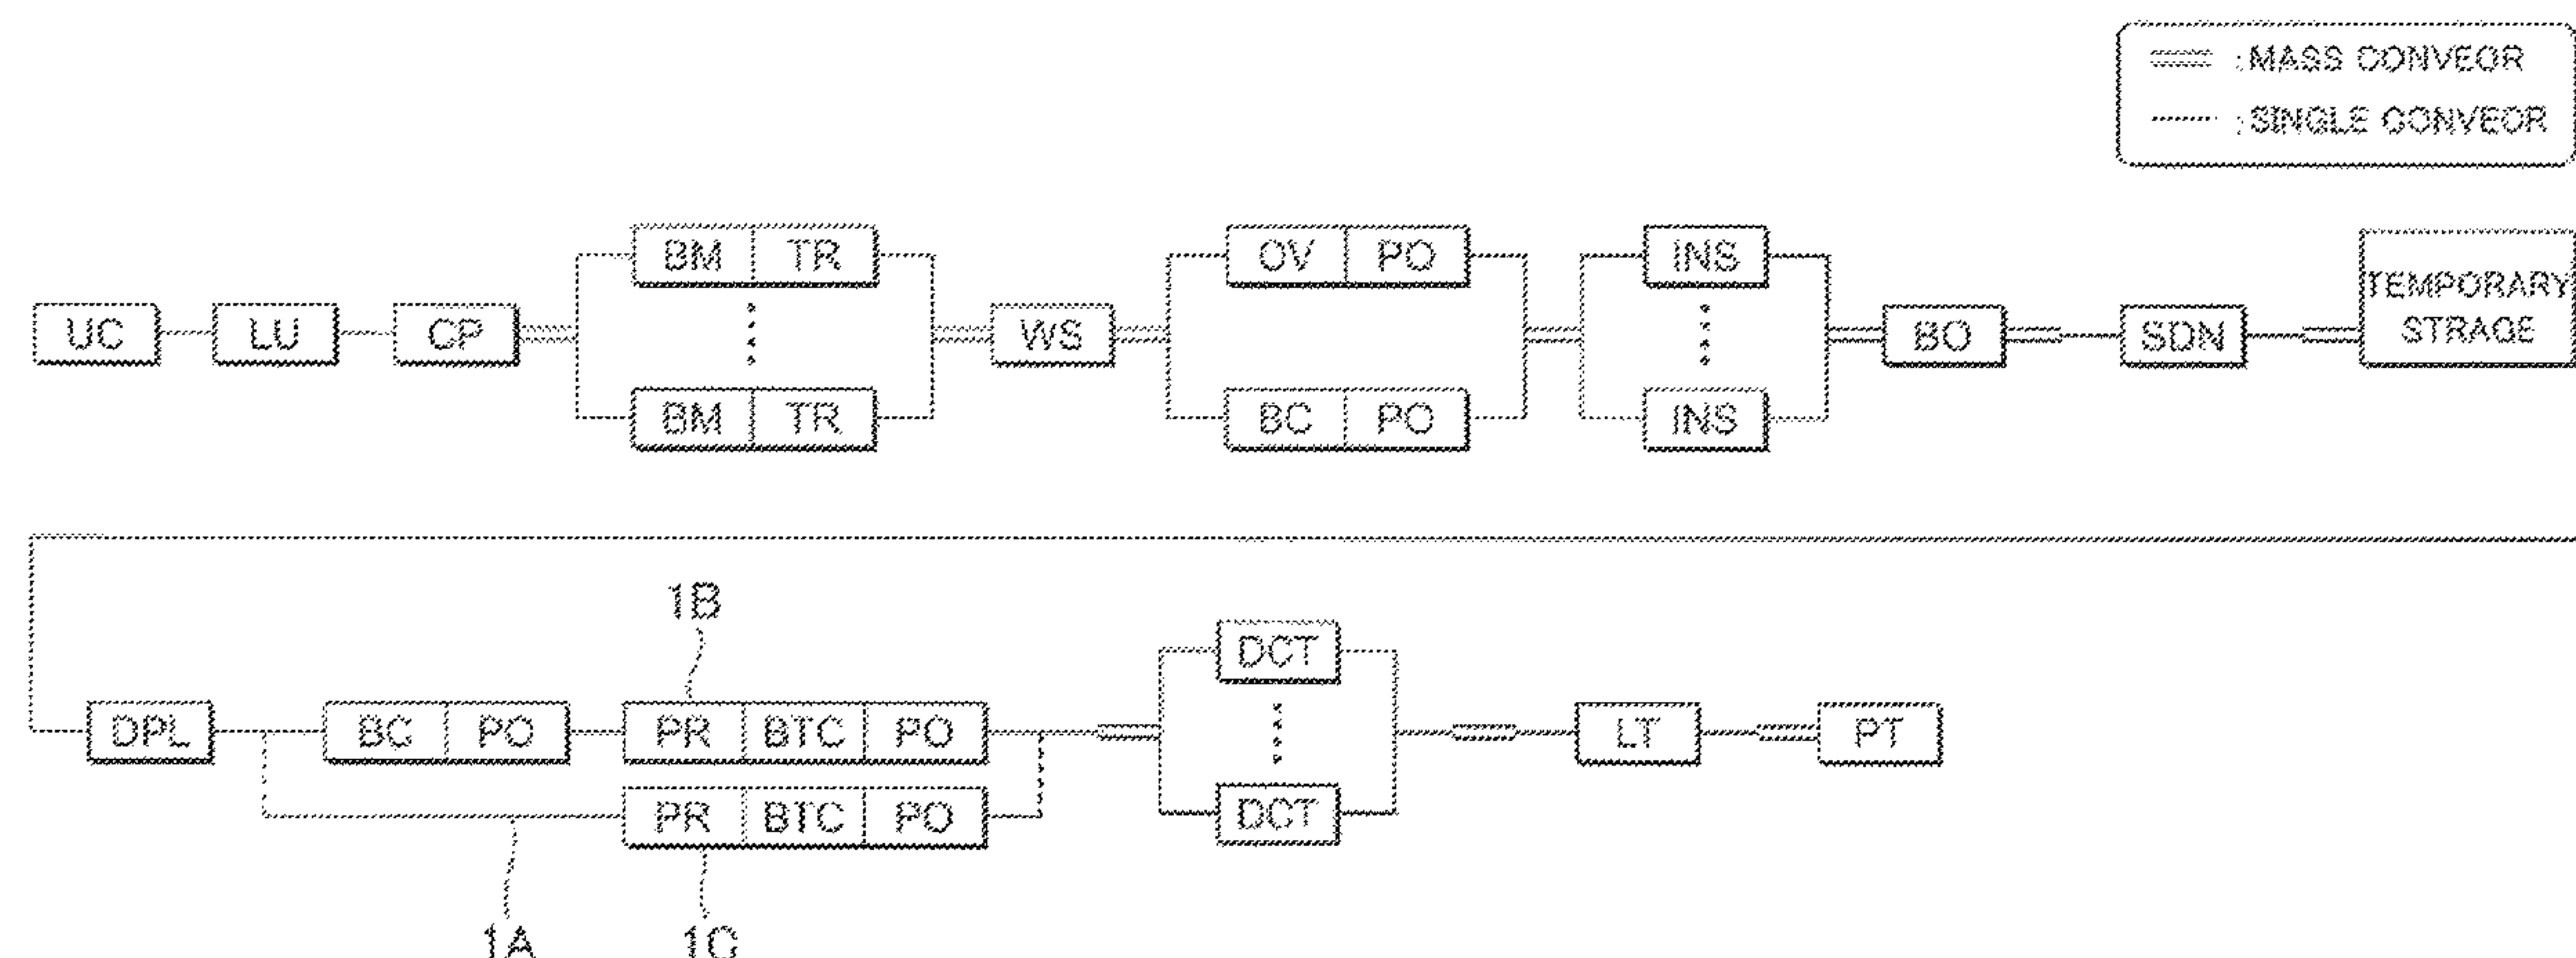 :MASS CONVEOR
:SINGLE CONVEOR
BM TR
OV PO
INS
UC LU CP WS BO SDN TEMPORARY
STRAGE
BM TR
BC PO
INS
1B
DCT
DPL BC PO PR BTC PO LT PT
PR BTC PO
DCT
1A 1C